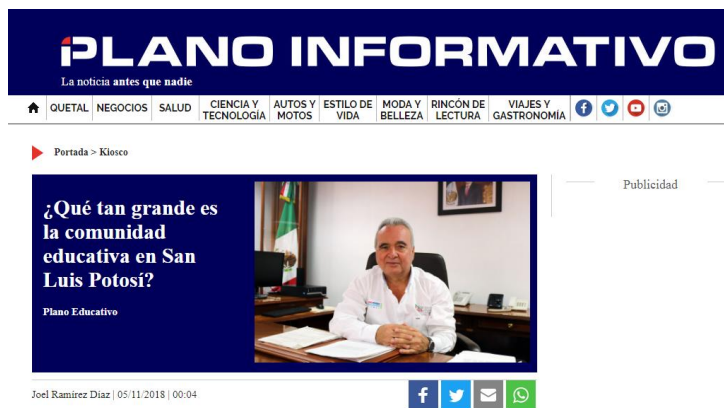 PLANO INFORMATIVO
La noticia antes que nadie
QUETAL NEGOCIOS SALUD CIENCIA Y TECNOLOGÍA AUTOS Y MOTOS ESTILO DE VIDA MODA Y BELLEZA RINCÓN DE LECTURA VIAJES Y GASTRONOMÍA
Portada > Kiosco
Publicidad
¿Qué tan grande es
la comunidad
educativa en San
Luis Potosí?
Plano Educativo
Joel Ramírez Díaz | 05/11/2018 | 00:04